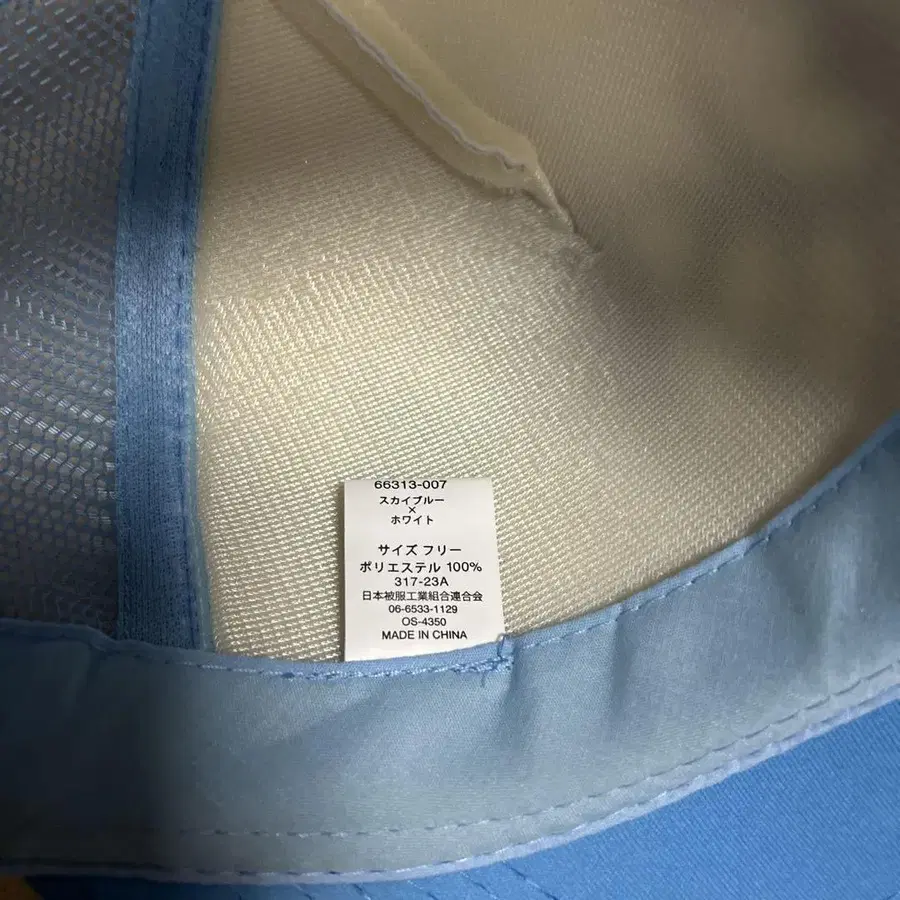 66313-007
スカイブルー
×
ホワイト
サイズ フリー
ポリエステル 100%
317-23A
日本被服工業組合連合会
06-6533-1129
OS-4350
MADE IN CHINA